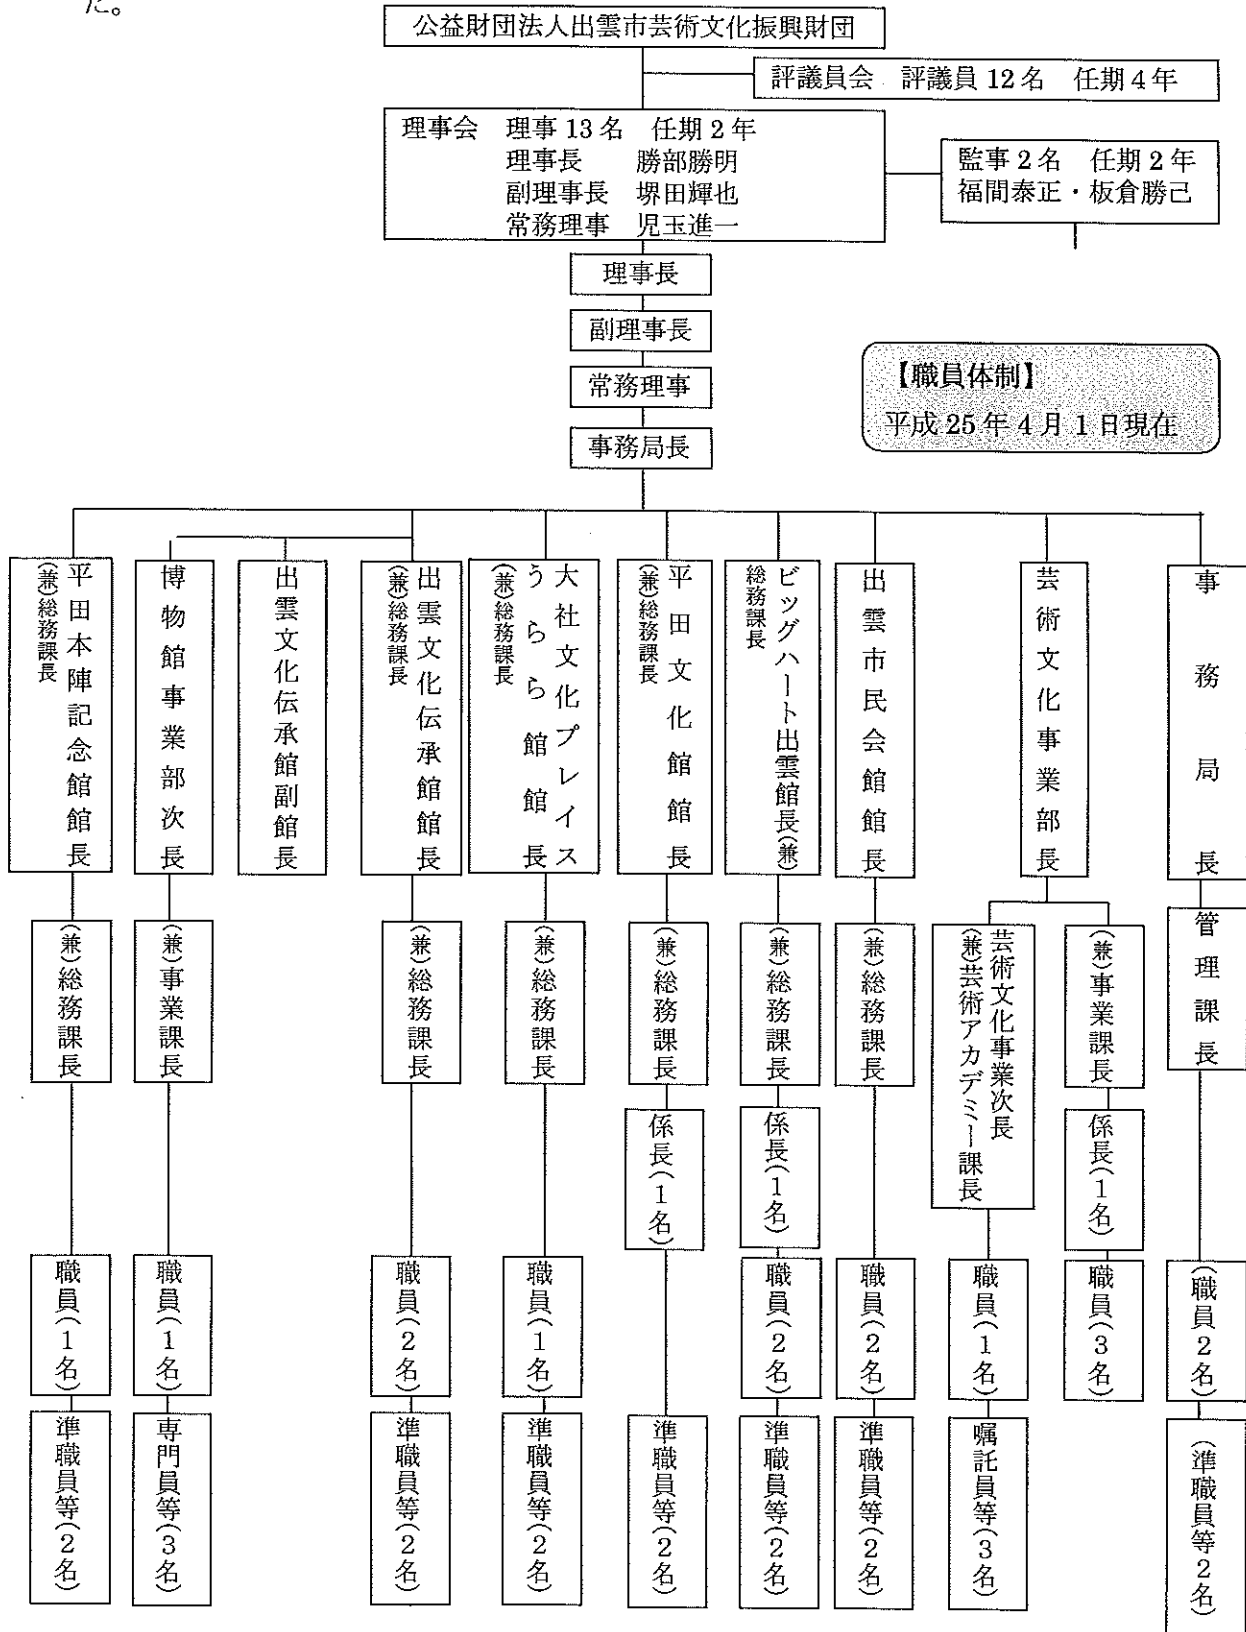 た。
公益財団法人出雲市芸術文化振興財団
評議員会　評議員 12 名　任期 4 年
理事会　理事 13 名　任期 2 年
理事長　勝部勝明
副理事長　堺田輝也
常務理事　児玉進一
監事 2 名　任期 2 年
福間泰正・板倉勝己
理事長
副理事長
常務理事
事務局長
【職員体制】
平成 25 年 4 月 1 日現在
平田本陣記念館館長
(兼)総務課長
博物館事業部次長
出雲文化伝承館副館長
出雲文化伝承館館長
(兼)総務課長
大社文化プレイス
うらら館館長
(兼)総務課長
平田文化館館長
(兼)総務課長
ビッグハート出雲館長(兼)
総務課長
出雲市民会館館長
芸術文化事業部長
事務局長
(兼)総務課長
(兼)事業課長
(兼)総務課長
(兼)総務課長
(兼)総務課長
(兼)総務課長
(兼)総務課長
芸術文化事業次長
(兼)芸術アカデミー課長
(兼)事業課長
管理課長
係長(1名)
係長(1名)
係長(1名)
職員(1名)
職員(1名)
職員(2名)
職員(1名)
職員(2名)
職員(2名)
職員(1名)
職員(3名)
(職員2名)
準職員等(2名)
専門員等(3名)
準職員等(2名)
準職員等(2名)
準職員等(2名)
準職員等(2名)
準職員等(2名)
嘱託員等(3名)
(準職員等2名)